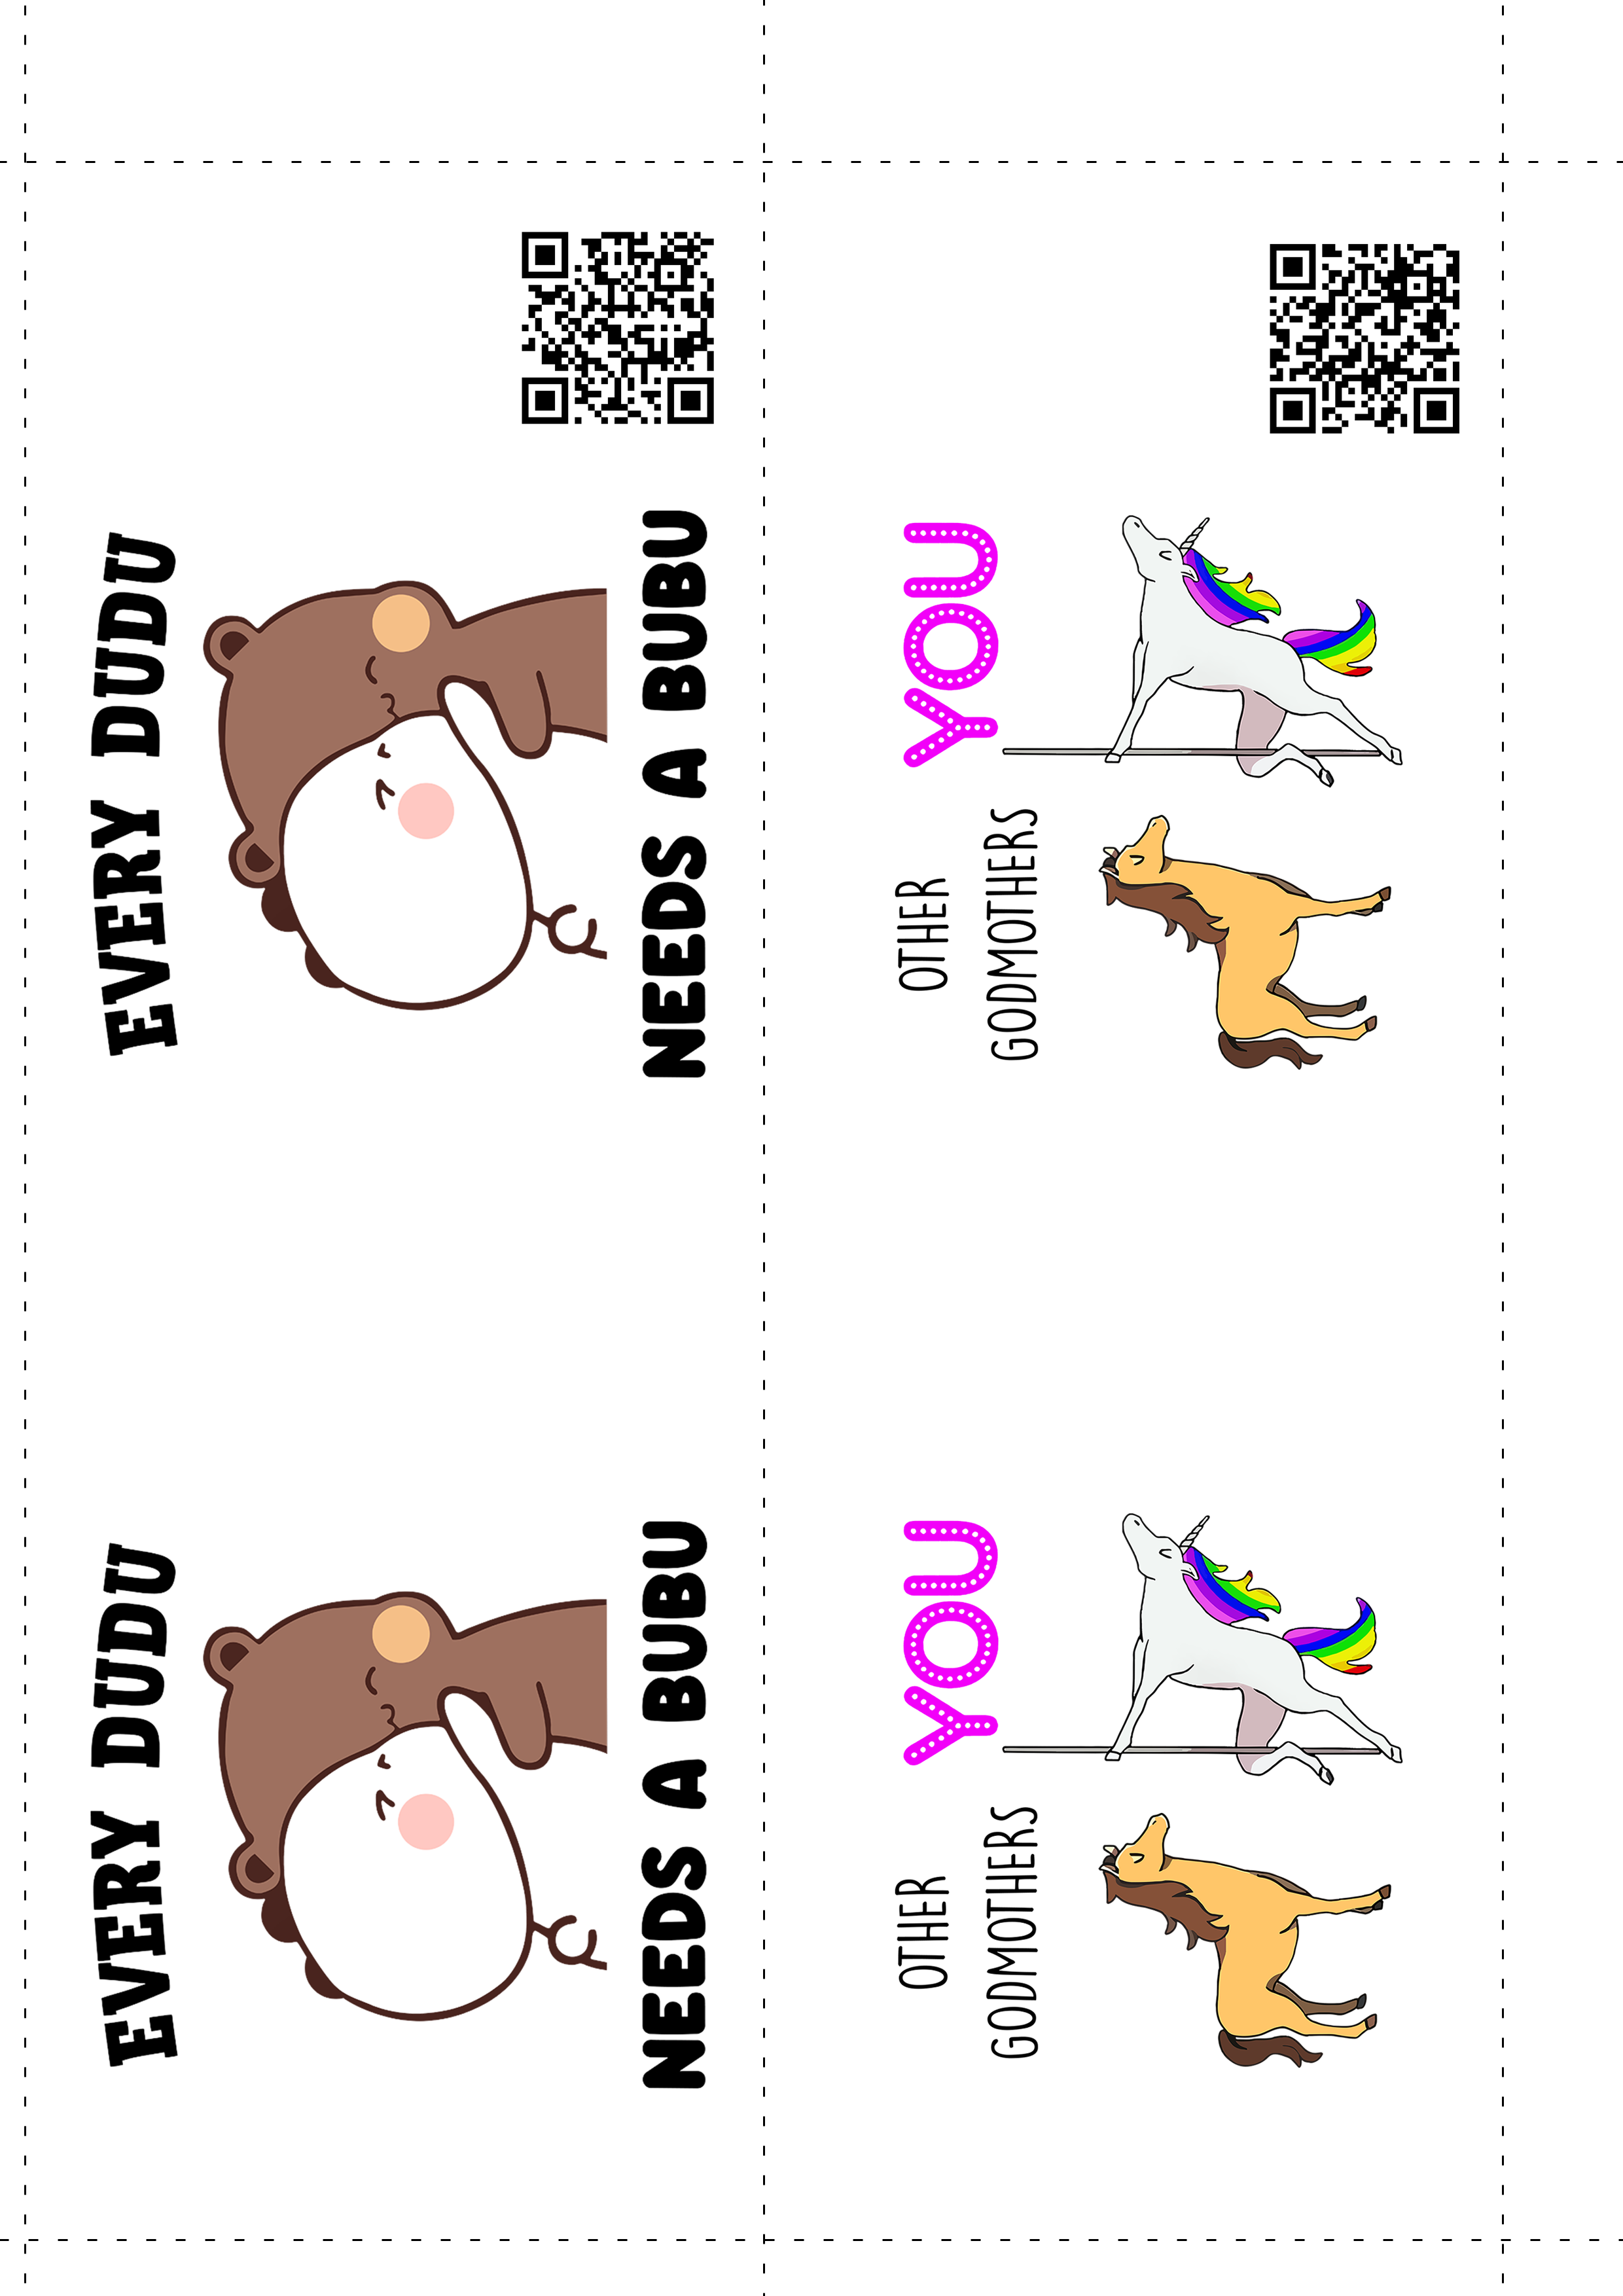 EVERY DUDU
NEEDS A BUBU
EVERY DUDU
NEEDS A BUBU
OTHER
GODMOTHERS
YOU
OTHER
GODMOTHERS
YOU